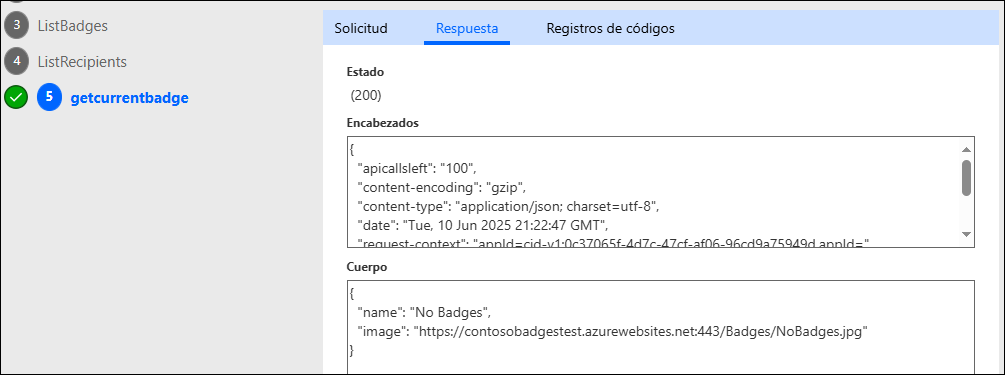 3 ListBadges
4 ListRecipients
5 getcurrentbadge
Solicitud Respuesta Registros de códigos
Estado
(200)
Encabezados
{
"apicallsleft": "100",
"content-encoding": "gzip",
"content-type": "application/json; charset=utf-8",
"date": "Tue, 10 Jun 2025 21:22:47 GMT",
"request-context": "appId=cid-v1:0c37065f-4d7c-47cf-af06-96cd9a75949d,appId="
Cuerpo
{
"name": "No Badges",
"image": "https://contosobadgestest.azurewebsites.net:443/Badges/NoBadges.jpg"
}